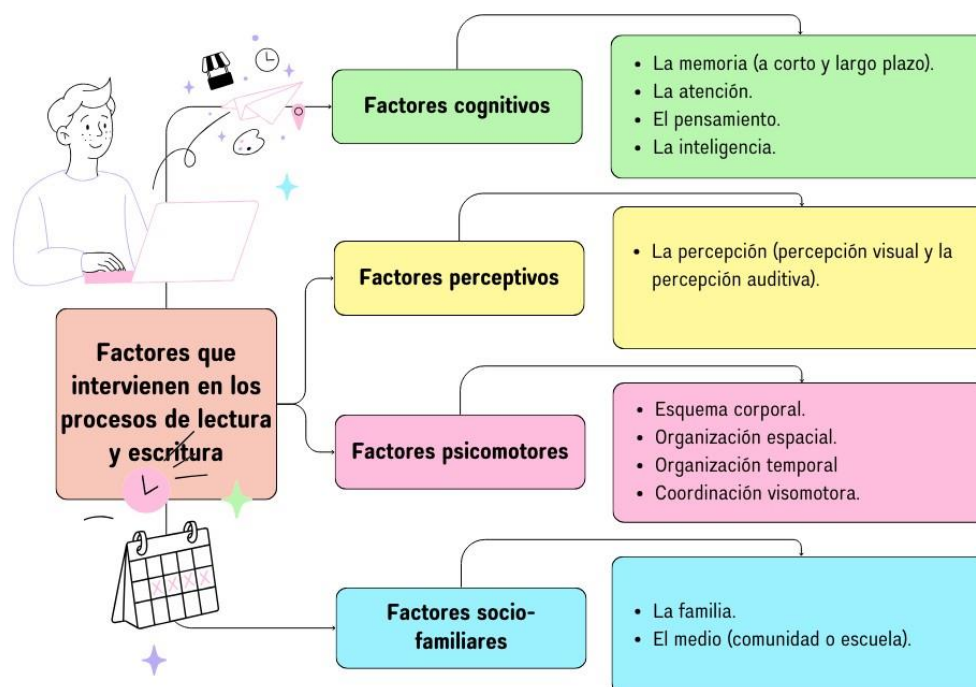 Factores que
intervienen en los
procesos de lectura
y escritura
Factores cognitivos
• La memoria (a corto y largo plazo).
• La atención.
• El pensamiento.
• La inteligencia.
Factores perceptivos
• La percepción (percepción visual y la
percepción auditiva).
Factores psicomotores
• Esquema corporal.
• Organización espacial.
• Organización temporal
• Coordinación visomotora.
Factores socio-
familiares
• La familia.
• El medio (comunidad o escuela).